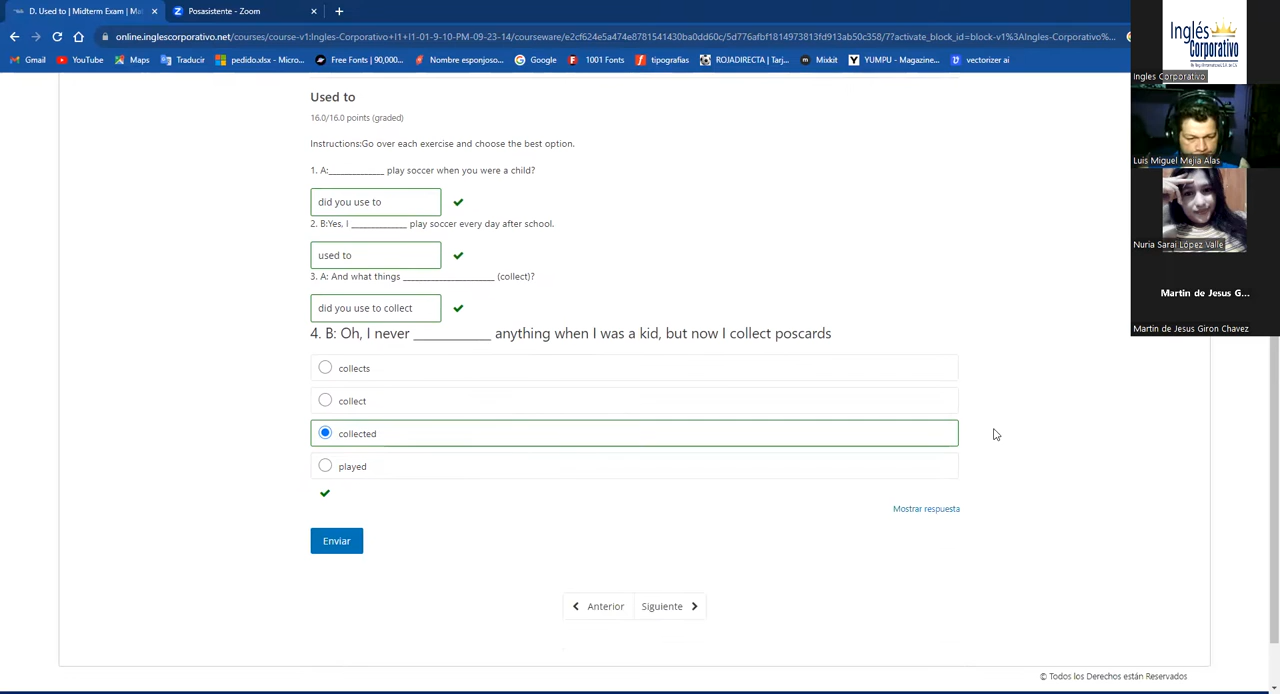 D. Used to | Midterm Exam | Ma
Posasistente - Zoom
online.inglescorporativo.net/courses/course-v1:Ingles-Corporativo+I1+I1-01-9-10-PM-09-23-14/courseware/e2cf624e5a474e8781541430ba0dd60c/5d776afbf1814973813fd913ab50c358/7?activate_block_id=block-v1%3AIngles-Corporativo%...
Gmail
YouTube
Maps
Traducir
pedido.xlsx - Micro...
Free Fonts | 90,000...
Nombre esponjoso...
Google
1001 Fonts
tipografias
ROJADIRECTA | Tarj...
Mixkit
YUMPU - Magazine...
vectorizer ai
Inglés
Corporativo
Ingles Corporativo
Luis Miguel Mejia Alas
Nuria Sarai López Valle
Martin de Jesus G...
Martin de Jesus Giron Chavez
Used to
16.0/16.0 points (graded)
Instructions:Go over each exercise and choose the best option.
1. A:____________ play soccer when you were a child?
did you use to
2. B:Yes, I ____________ play soccer every day after school.
used to
3. A: And what things ____________________ (collect)?
did you use to collect
4. B: Oh, I never __________ anything when I was a kid, but now I collect poscards
collects
collect
collected
played
Mostrar respuesta
Enviar
Anterior
Siguiente
© Todos los Derechos están Reservados